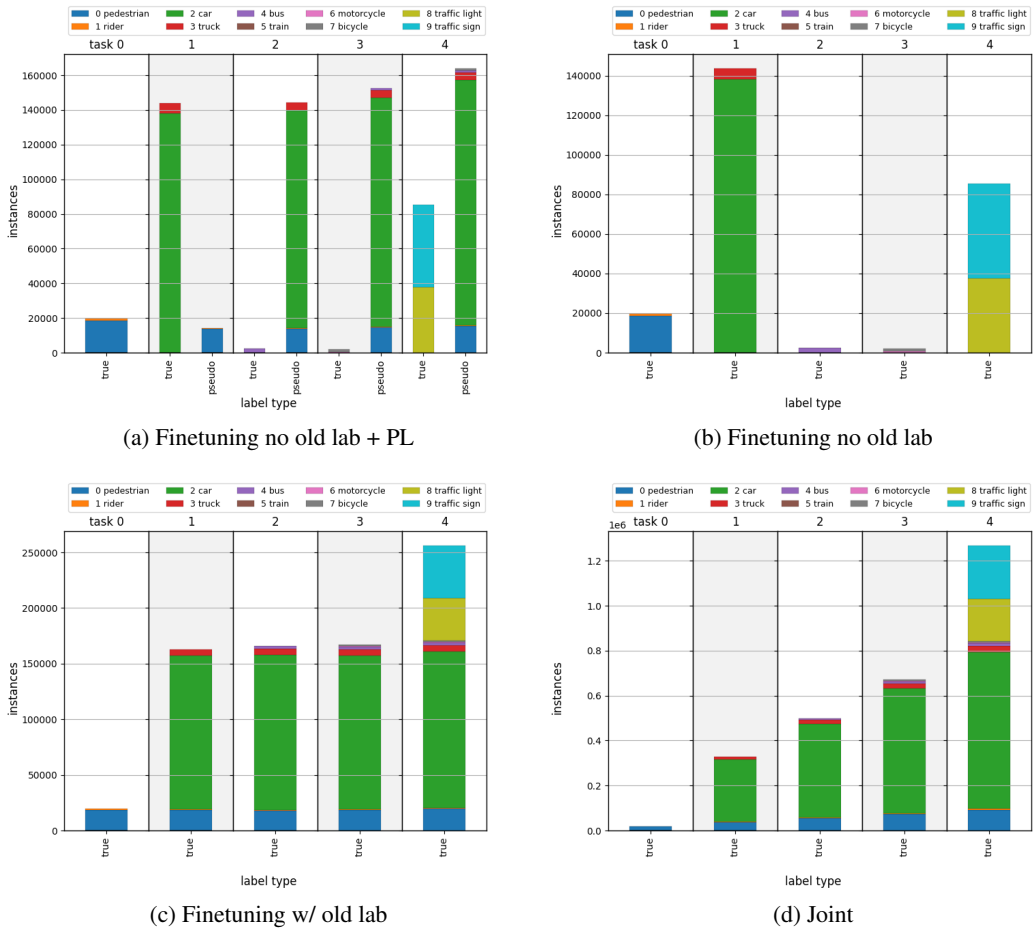 0 pedestrian 2 car 4 bus 6 motorcycle 8 traffic light
1 rider 3 truck 5 train 7 bicycle 9 traffic sign
task 0 1 2 3 4
160000
140000
120000
100000
80000
60000
40000
20000
0
instances
true true pseudo true pseudo true pseudo true pseudo
label type
(a) Finetuning no old lab + PL
0 pedestrian 2 car 4 bus 6 motorcycle 8 traffic light
1 rider 3 truck 5 train 7 bicycle 9 traffic sign
task 0 1 2 3 4
140000
120000
100000
80000
60000
40000
20000
0
instances
true true true true true
label type
(b) Finetuning no old lab
0 pedestrian 2 car 4 bus 6 motorcycle 8 traffic light
1 rider 3 truck 5 train 7 bicycle 9 traffic sign
task 0 1 2 3 4
250000
200000
150000
100000
50000
0
instances
true true true true true
label type
(c) Finetuning w/ old lab
0 pedestrian 2 car 4 bus 6 motorcycle 8 traffic light
1 rider 3 truck 5 train 7 bicycle 9 traffic sign
task 0 1 2 3 4
1e6
1.2
1.0
0.8
0.6
0.4
0.2
0.0
instances
true true true true true
label type
(d) Joint